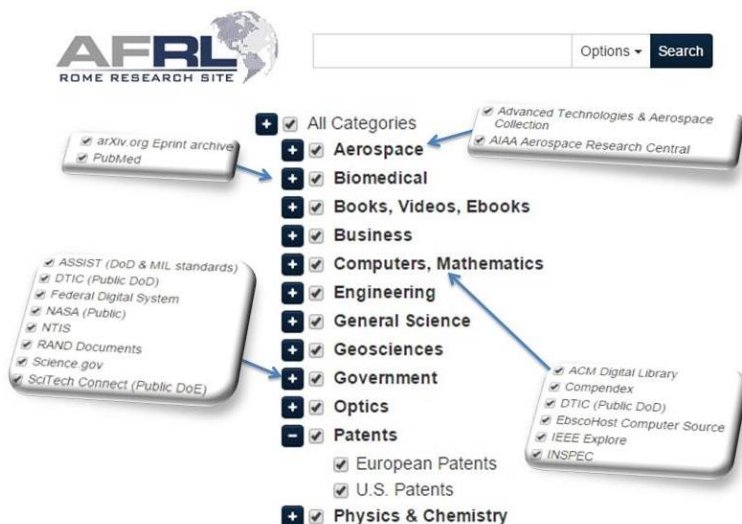 AFRL
ROME RESEARCH SITE
Options
Search
All Categories
Aerospace
Biomedical
Books, Videos, Ebooks
Business
Computers, Mathematics
Engineering
General Science
Geosciences
Government
Optics
Patents
European Patents
U.S. Patents
Physics & Chemistry
arXiv.org Eprint archive
PubMed
Advanced Technologies & Aerospace
Collection
AIAA Aerospace Research Central
ASSIST (DoD & MIL standards)
DTIC (Public DoD)
Federal Digital System
NASA (Public)
NTIS
RAND Documents
Science.gov
SciTech Connect (Public DoE)
ACM Digital Library
Compendex
DTIC (Public DoD)
EbscoHost Computer Source
IEEE Explore
INSPEC